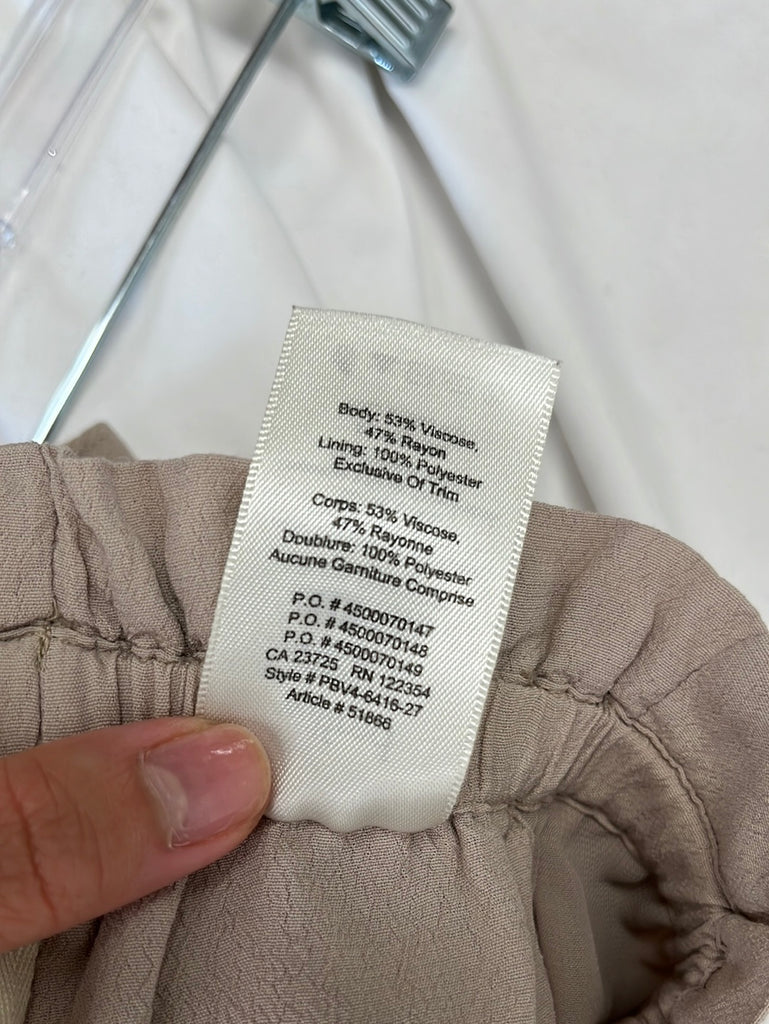 Body: 53% Viscose,
47% Rayon
Lining: 100% Polyester
Exclusive Of Trim
Corps: 53% Viscose,
47% Rayonne
Doublure: 100% Polyester
Aucune Garniture Comprise
P.O. # 4500070147
P.O. # 4500070148
P.O. # 4500070149
CA 23725 RN 122354
Style # PBV4-6416-27
Article # 51866